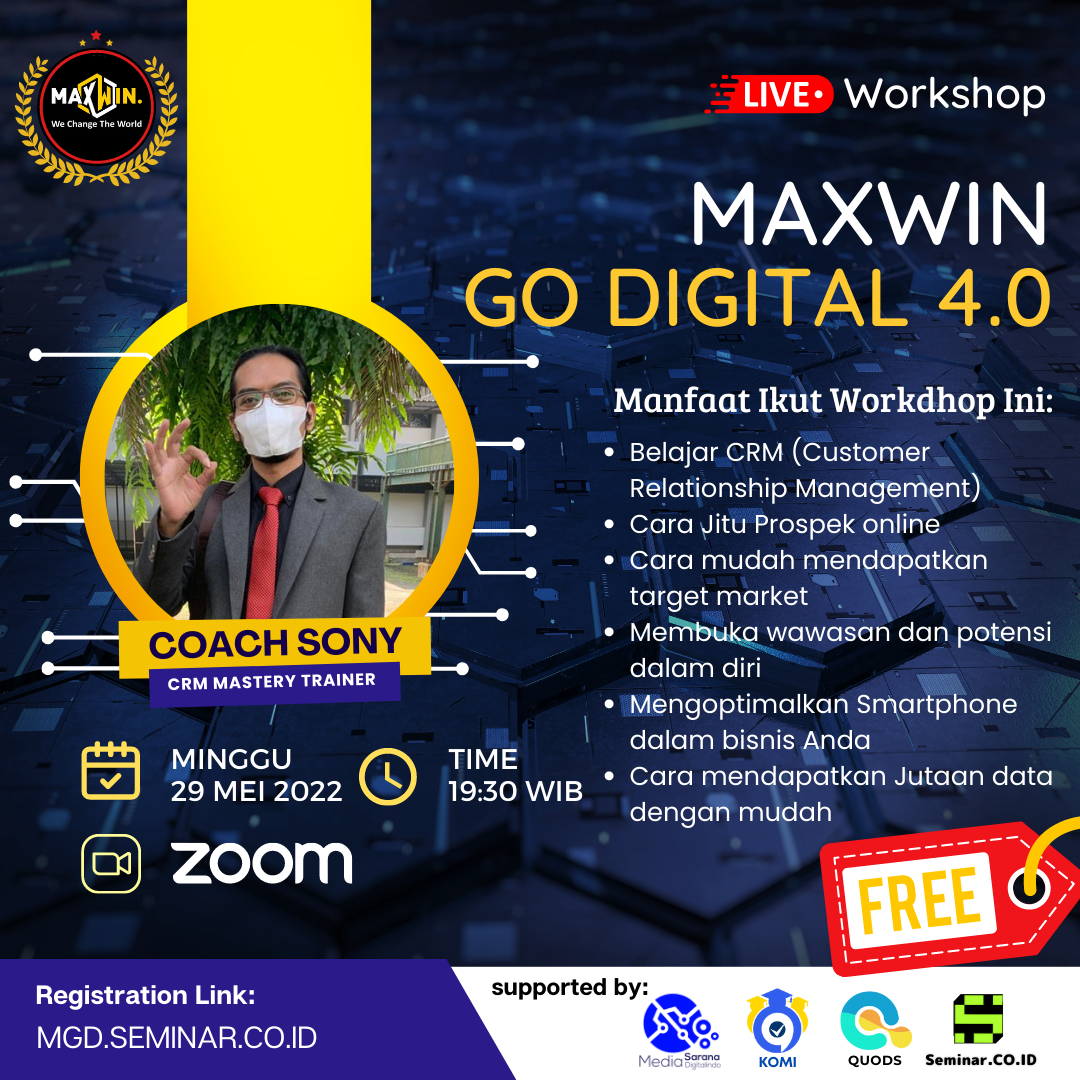 MAXWIN.
We Change The World
LIVE Workshop
MAXWIN
GO DIGITAL 4.0
Manfaat Ikut Workdhop Ini:
• Belajar CRM (Customer
Relationship Management)
• Cara Jitu Prospek online
• Cara mudah mendapatkan
target market
• Membuka wawasan dan potensi
dalam diri
• Mengoptimalkan Smartphone
dalam bisnis Anda
• Cara mendapatkan Jutaan data
dengan mudah
COACH SONY
CRM MASTERY TRAINER
MINGGU
29 MEI 2022
TIME
19:30 WIB
zoom
FREE
Registration Link:
MGD.SEMINAR.CO.ID
supported by:
Media Sarana
Digitalindo
KOMI
QUODS
Seminar.CO.ID